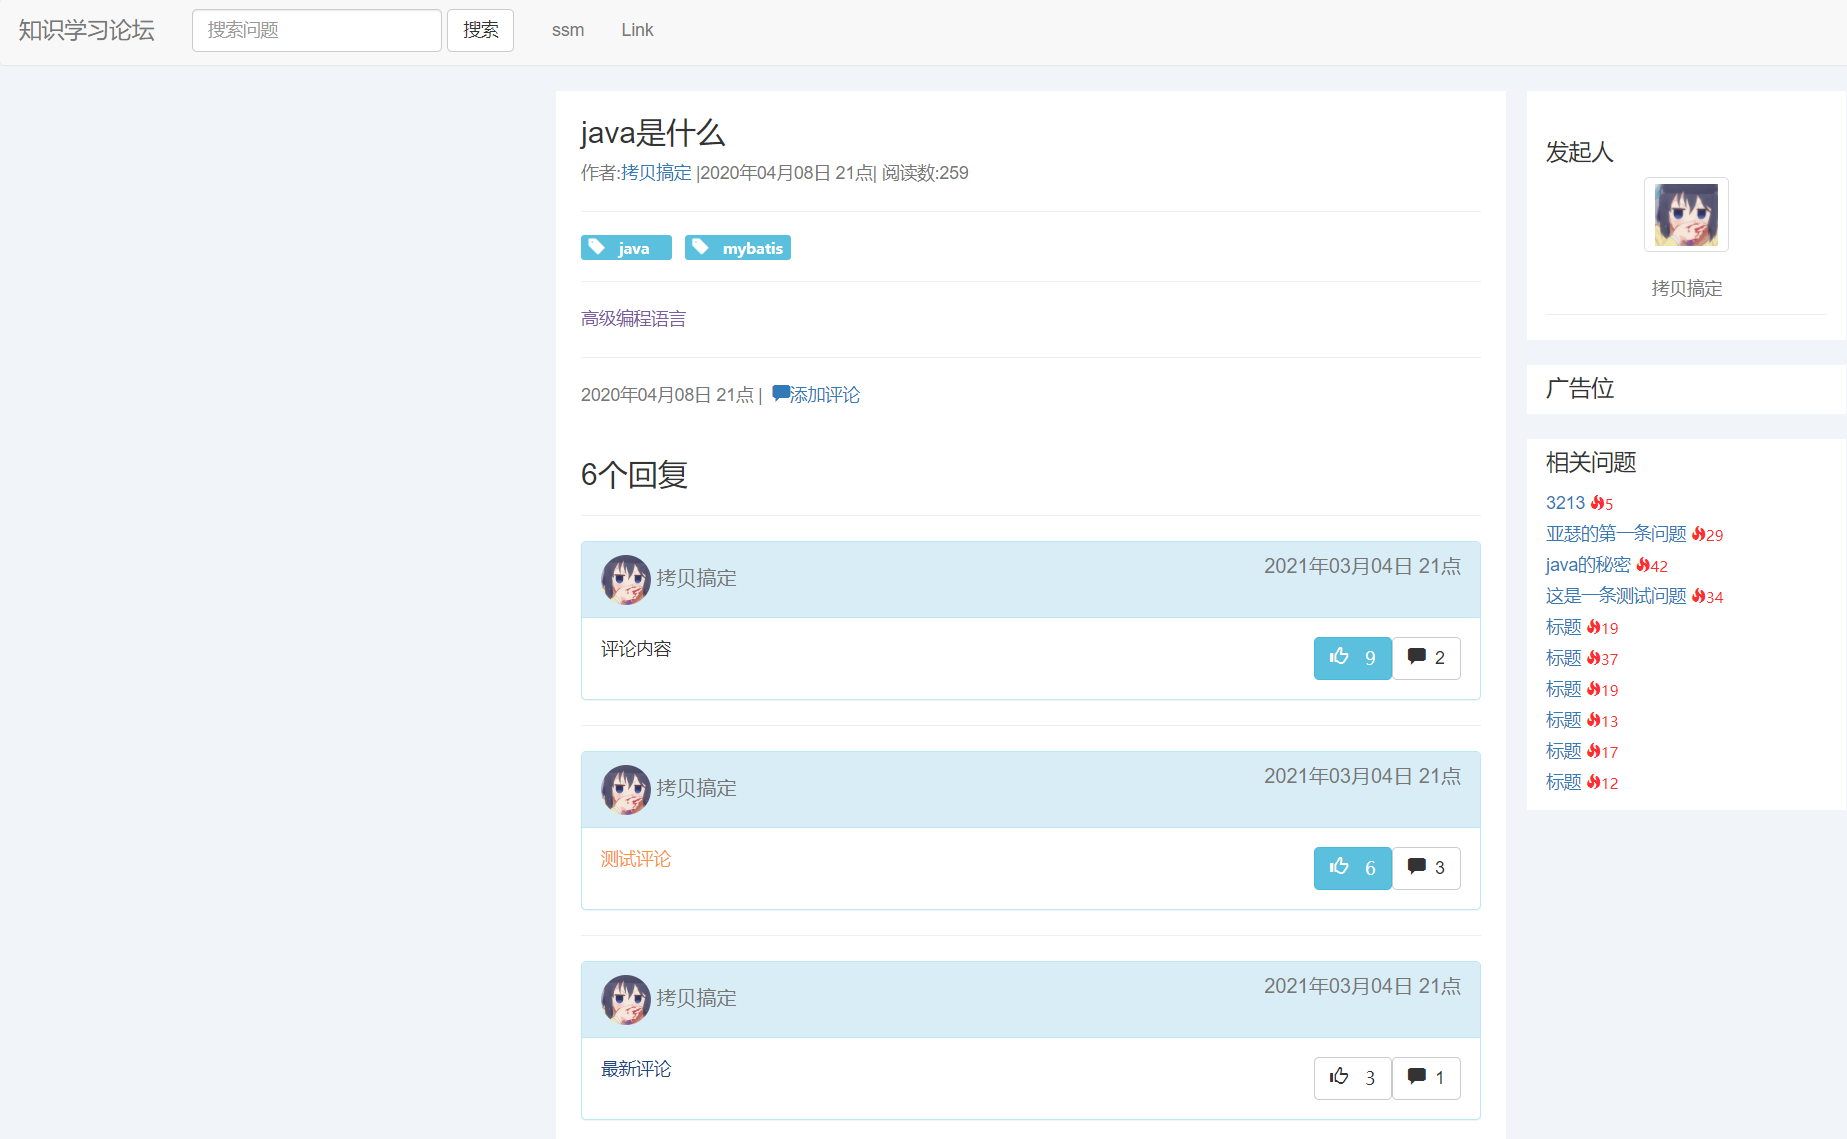 知识学习论坛 搜索问题 搜索 ssm Link
java是什么
作者:拷贝搞定 |2020年04月08日 21点| 阅读数:259
java mybatis
高级编程语言
2020年04月08日 21点 | 添加评论
6个回复
拷贝搞定 2021年03月04日 21点
评论内容 9 2
拷贝搞定 2021年03月04日 21点
测试评论 6 3
拷贝搞定 2021年03月04日 21点
最新评论 3 1
发起人
拷贝搞定
广告位
相关问题
3213 5
亚瑟的第一条问题 29
java的秘密 42
这是一条测试问题 34
标题 19
标题 37
标题 19
标题 13
标题 17
标题 12